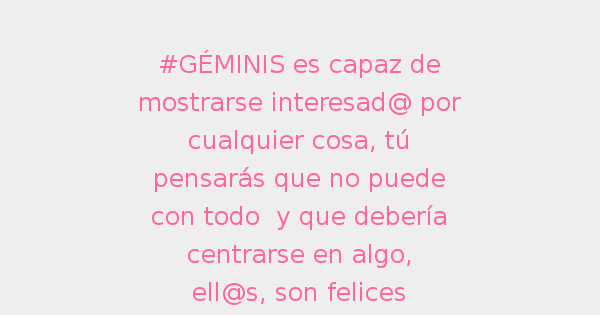 #GÉMINIS es capaz de
mostrarse interesad@ por
cualquier cosa, tú
pensarás que no puede
con todo  y que debería
centrarse en algo,
ell@s, son felices